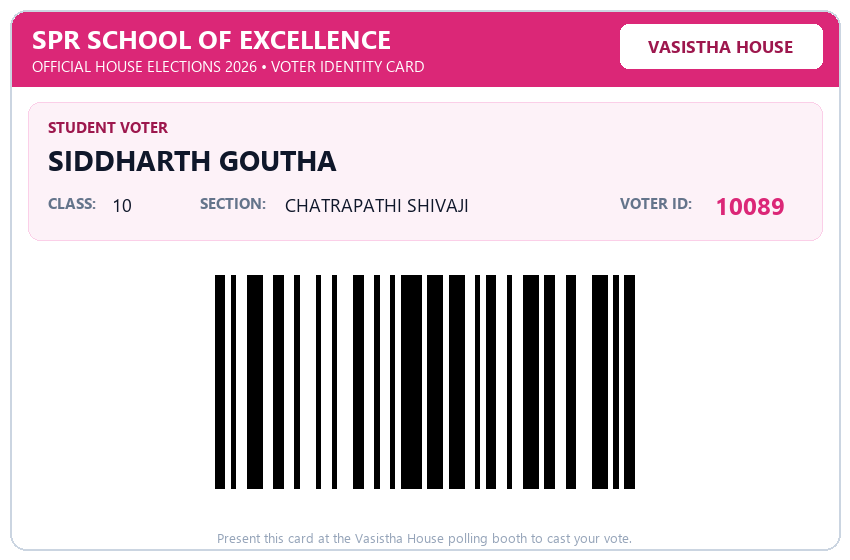 SPR SCHOOL OF EXCELLENCE
OFFICIAL HOUSE ELECTIONS 2026 • VOTER IDENTITY CARD
VASISTHA HOUSE
STUDENT VOTER
SIDDHARTH GOUTHA
CLASS: 10 SECTION: CHATRAPATHI SHIVAJI VOTER ID: 10089
Present this card at the Vasistha House polling booth to cast your vote.